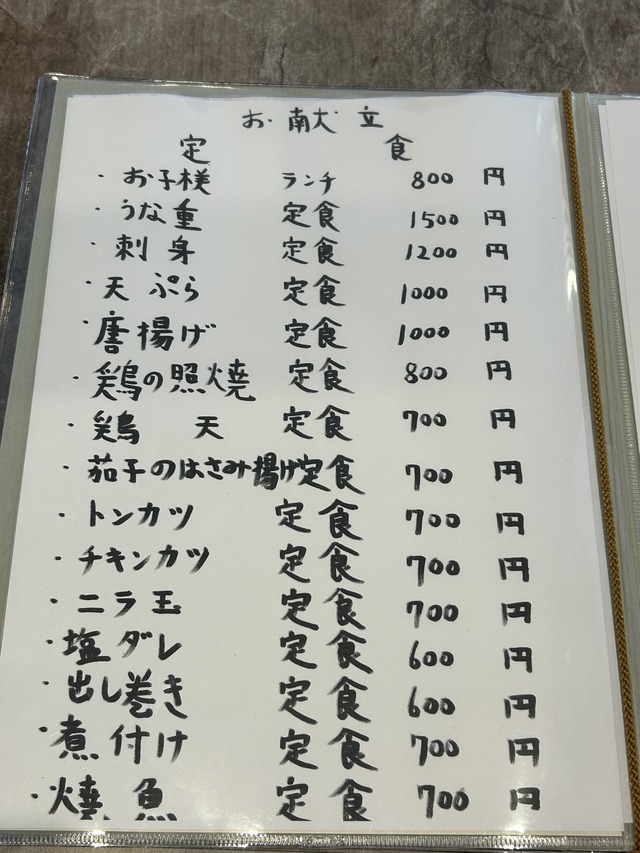 お献立
定食
・お子様 ランチ 800 円
・うな重 定食 1500 円
・刺身 定食 1200 円
・天ぷら 定食 1000 円
・唐揚げ 定食 1000 円
・鶏の照焼 定食 800 円
・鶏天 定食 700 円
・茄子のはさみ揚げ定食 700 円
・トンカツ 定食 700 円
・チキンカツ 定食 700 円
・ニラ玉 定食 700 円
・塩ダレ 定食 600 円
・出し巻き 定食 600 円
・煮付け 定食 700 円
・焼魚 定食 700 円